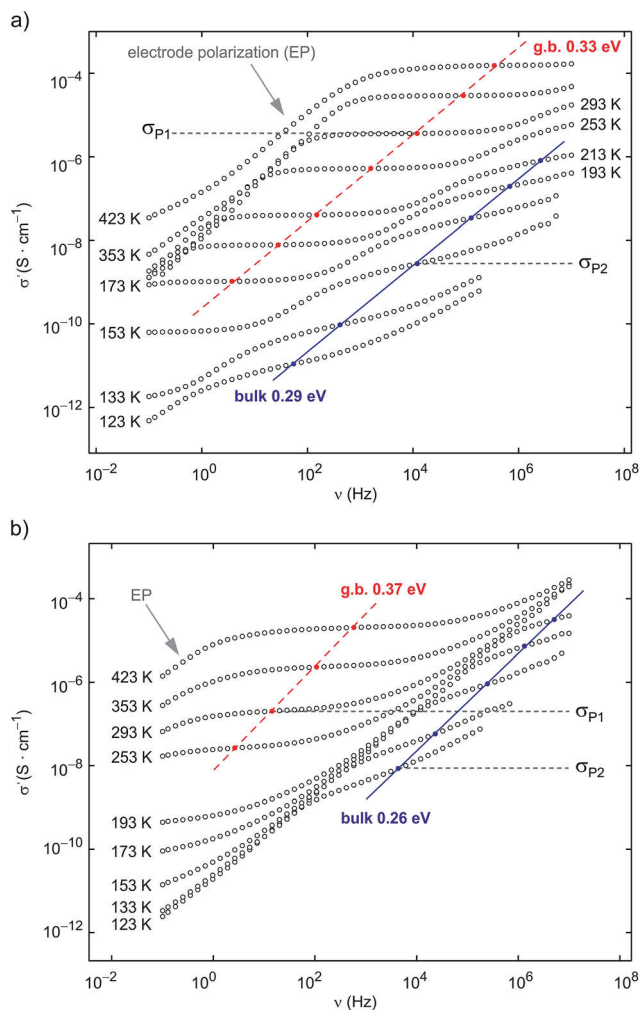 a)
electrode polarization (EP)
g.b. 0.33 eV
10⁻⁴
σP1
293 K
253 K
10⁻⁶
213 K
193 K
423 K
σ'(S · cm⁻¹)
353 K
10⁻⁸
σP2
173 K
153 K
10⁻¹⁰
bulk 0.29 eV
133 K
10⁻¹²
123 K
10⁻² 10⁰ 10² 10⁴ 10⁶ 10⁸
ν (Hz)
b)
EP
g.b. 0.37 eV
10⁻⁴
423 K
σ'(S · cm⁻¹)
353 K
10⁻⁶
293 K
σP1
253 K
10⁻⁸
σP2
193 K
bulk 0.26 eV
173 K
10⁻¹⁰
153 K
133 K
123 K
10⁻¹²
10⁻² 10⁰ 10² 10⁴ 10⁶ 10⁸
ν (Hz)